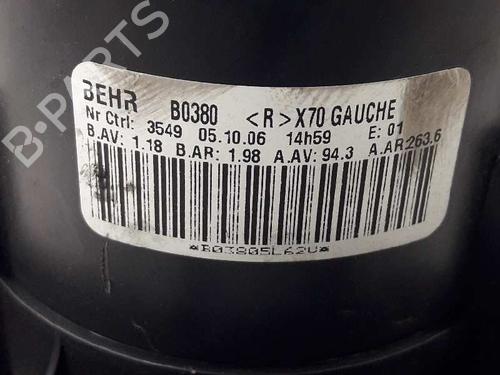 BEHR B0380 <R>X70 GAUCHE
Nr Ctrl: 3549 05.10.06 14h59 E: 01
B.AV: 1.18 B.AR: 1.98 A.AV: 94.3 A.AR:263.6
*B03805L62U*
B-PARTS